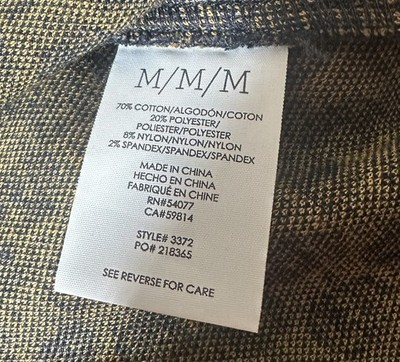 M/M/M
70% COTTON/ALGODÓN/COTON
20% POLYESTER/
POLIESTER/POLYESTER
8% NYLON/NYLON/NYLON
2% SPANDEX/SPANDEX/SPANDEX
MADE IN CHINA
HECHO EN CHINA
FABRIQUÉ EN CHINE
RN#54077
CA#59814
STYLE# 3372
PO# 218365
SEE REVERSE FOR CARE